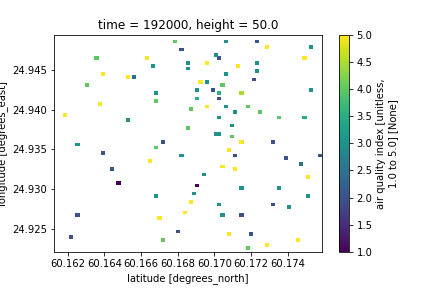 time = 192000, height = 50.0
24.945
24.940
24.935
24.930
24.925
longitude [degrees_east]
60.162 60.164 60.166 60.168 60.170 60.172 60.174
latitude [degrees_north]
5.0
4.5
4.0
3.5
3.0
2.5
2.0
1.5
1.0
air quality index [unitless,
1.0 to 5.0] [None]